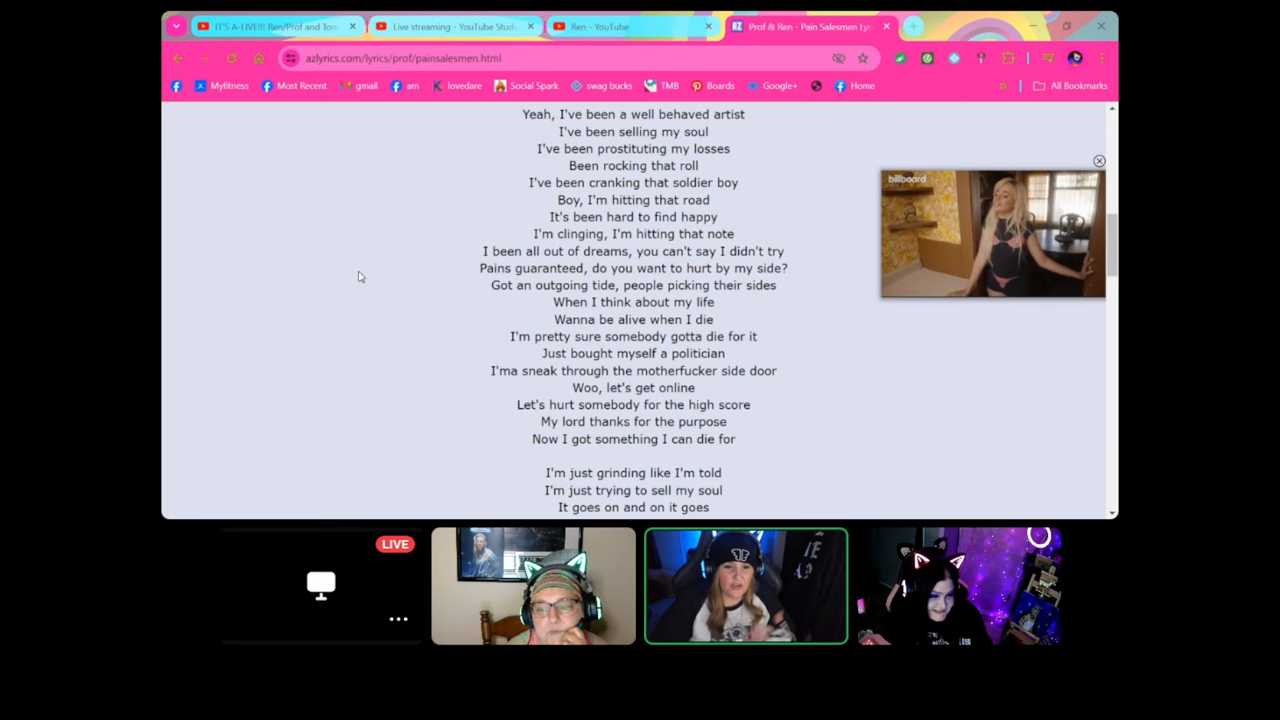 IT'S A-LIVE!!! Ren/Prof and Tom
Live streaming - YouTube Stud
Ren - YouTube
AZ Prof & Ren - Pain Salesmen Ly
azlyrics.com/lyrics/prof/painsalesmen.html
Myfitness
Most Recent
gmail
am
lovedare
Social Spark
swag bucks
TMB
Boards
Google+
Home
All Bookmarks
Yeah, I've been a well behaved artist
I've been selling my soul
I've been prostituting my losses
Been rocking that roll
I've been cranking that soldier boy
Boy, I'm hitting that road
It's been hard to find happy
I'm clinging, I'm hitting that note
I been all out of dreams, you can't say I didn't try
Pains guaranteed, do you want to hurt by my side?
Got an outgoing tide, people picking their sides
When I think about my life
Wanna be alive when I die
I'm pretty sure somebody gotta die for it
Just bought myself a politician
I'ma sneak through the motherfucker side door
Woo, let's get online
Let's hurt somebody for the high score
My lord thanks for the purpose
Now I got something I can die for
I'm just grinding like I'm told
I'm just trying to sell my soul
It goes on and on it goes
billboard
LIVE